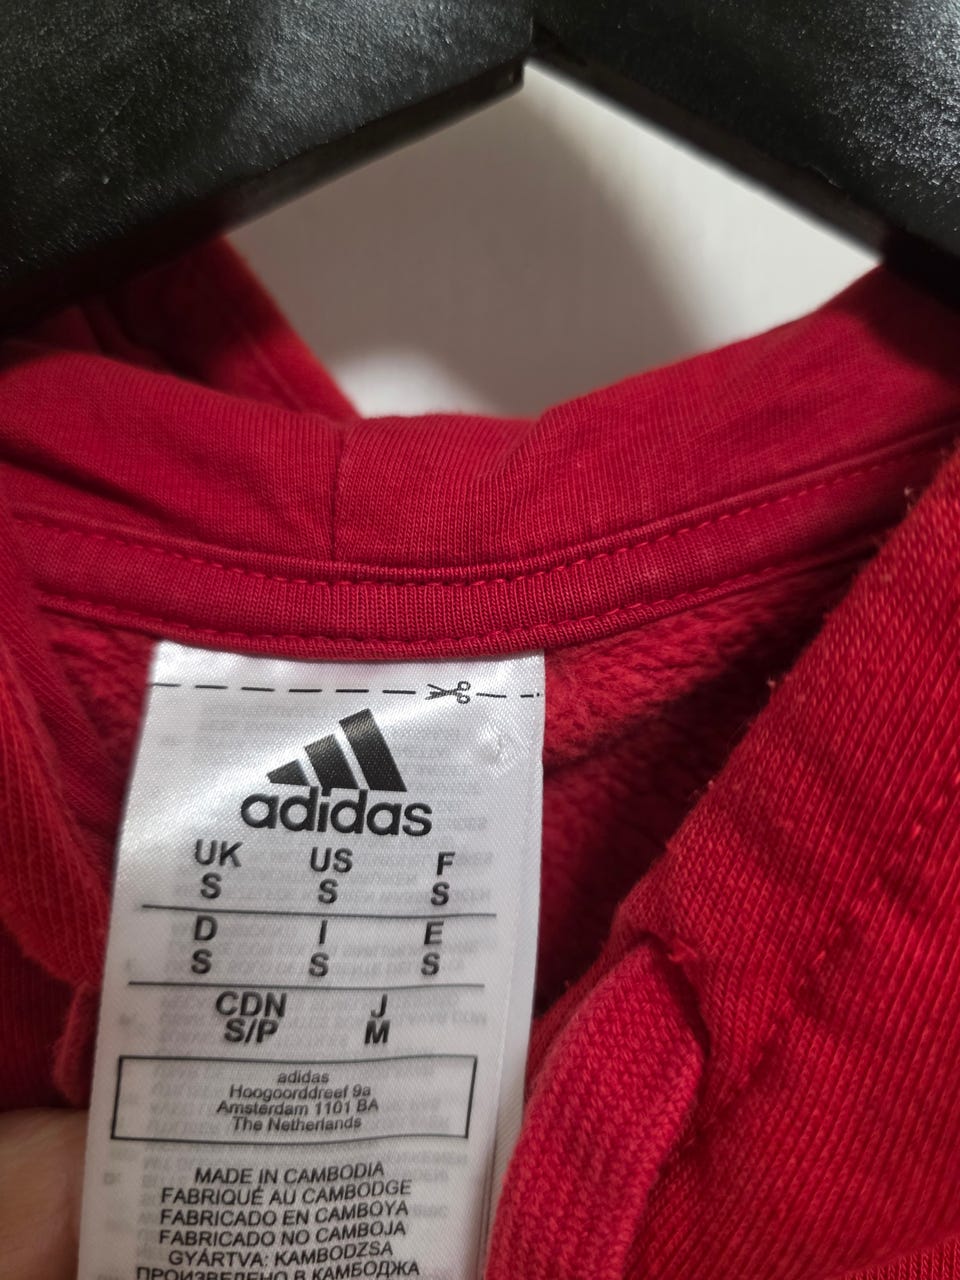 adidas
UK US F
S S S
D I E
S S S
CDN J
S/P M
adidas
Hoogoorddreef 9a
Amsterdam 1101 BA
The Netherlands
MADE IN CAMBODIA
FABRIQUÉ AU CAMBODGE
FABRICADO EN CAMBOYA
FABRICADO NO CAMBOJA
GYÁRTVA: KAMBODZSA
ПРОИЗВЕДЕНО В КАМБОДЖА